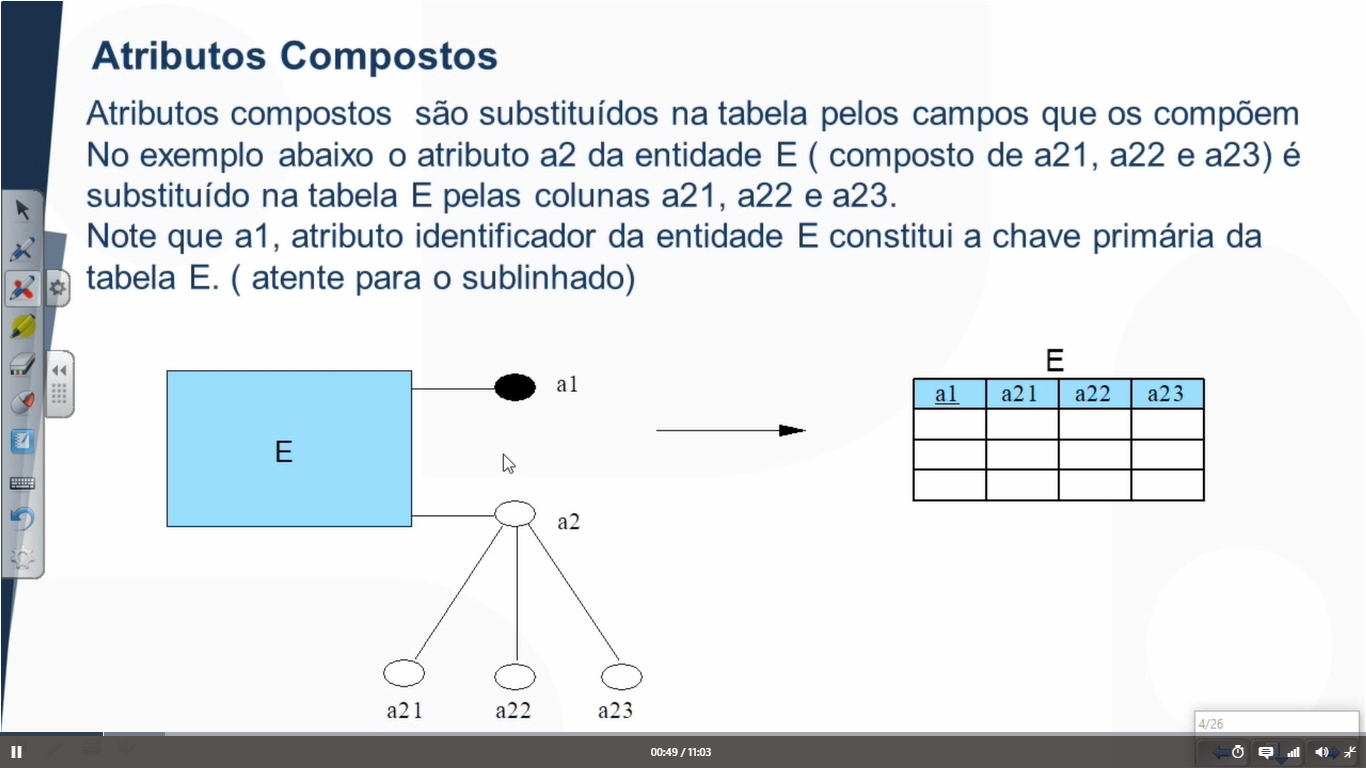 Atributos Compostos
Atributos compostos são substituídos na tabela pelos campos que os compõem
No exemplo abaixo o atributo a2 da entidade E ( composto de a21, a22 e a23) é
substituído na tabela E pelas colunas a21, a22 e a23.
Note que a1, atributo identificador da entidade E constitui a chave primária da
tabela E. ( atente para o sublinhado)
E
a1
a2
a21 a22 a23
E
a1 a21 a22 a23
4/26
00:49 / 11:03